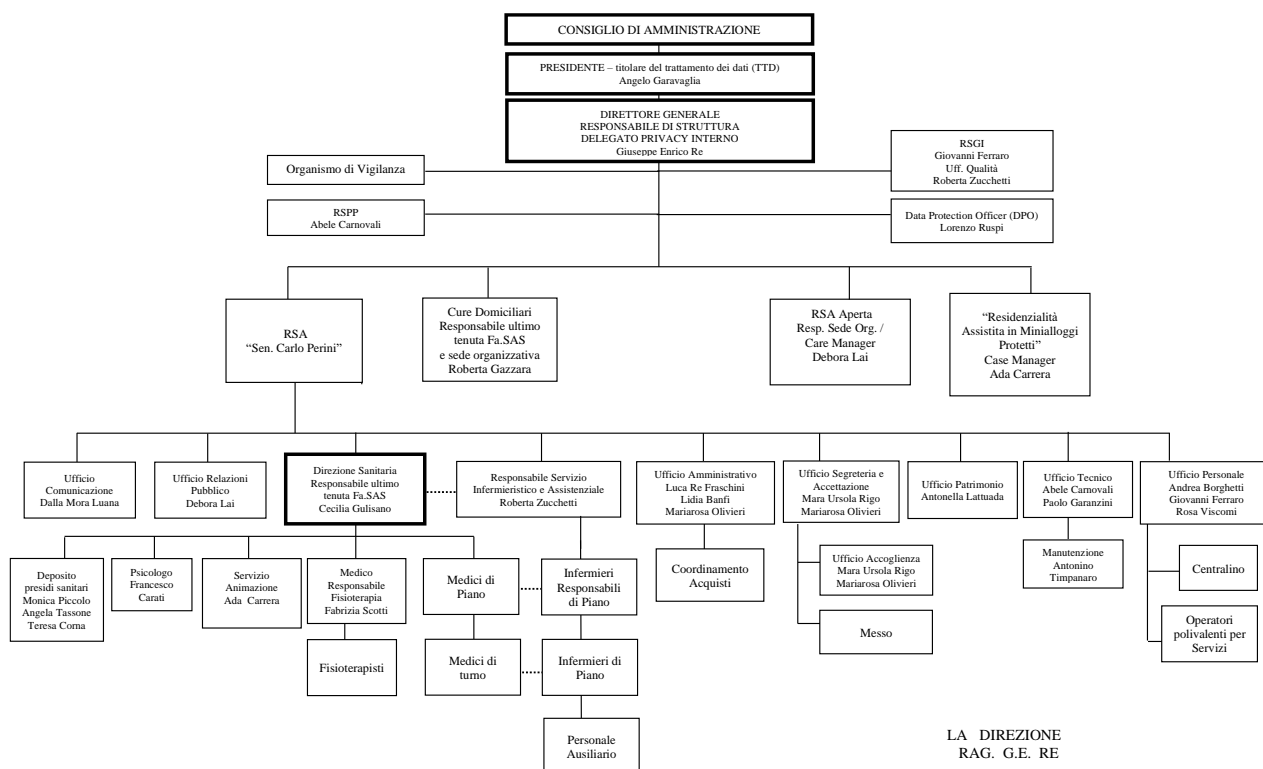 CONSIGLIO DI AMMINISTRAZIONE
PRESIDENTE – titolare del trattamento dei dati (TTD)
Angelo Garavaglia
DIRETTORE GENERALE
RESPONSABILE DI STRUTTURA
DELEGATO PRIVACY INTERNO
Giuseppe Enrico Re
Organismo di Vigilanza
RSGI
Giovanni Ferraro
Uff. Qualità
Roberta Zucchetti
RSPP
Abele Carnovali
Data Protection Officer (DPO)
Lorenzo Ruspi
RSA
“Sen. Carlo Perini”
Cure Domiciliari
Responsabile ultimo
tenuta Fa.SAS
e sede organizzativa
Roberta Gazzara
RSA Aperta
Resp. Sede Org. /
Care Manager
Debora Lai
“Residenzialità
Assistita in Minialloggi
Protetti”
Case Manager
Ada Carrera
Ufficio
Comunicazione
Dalla Mora Luana
Ufficio Relazioni
Pubblico
Debora Lai
Direzione Sanitaria
Responsabile ultimo
tenuta Fa.SAS
Cecilia Gulisano
Responsabile Servizio
Infermieristico e Assistenziale
Roberta Zucchetti
Ufficio Amministrativo
Luca Re Fraschini
Lidia Banfi
Mariarosa Olivieri
Ufficio Segreteria e
Accettazione
Mara Ursola Rigo
Mariarosa Olivieri
Ufficio Patrimonio
Antonella Lattuada
Ufficio Tecnico
Abele Carnovali
Paolo Garanzini
Ufficio Personale
Andrea Borghetti
Giovanni Ferraro
Rosa Viscomi
Deposito
presidi sanitari
Monica Piccolo
Angela Tassone
Teresa Corna
Psicologo
Francesco
Carati
Servizio
Animazione
Ada Carrera
Medico
Responsabile
Fisioterapia
Fabrizia Scotti
Medici di
Piano
Infermieri
Responsabili
di Piano
Coordinamento
Acquisti
Ufficio Accoglienza
Mara Ursola Rigo
Mariarosa Olivieri
Manutenzione
Antonino
Timpanaro
Centralino
Fisioterapisti
Medici di
turno
Infermieri di
Piano
Messo
Operatori
polivalenti per
Servizi
Personale
Ausiliario
LA DIREZIONE
RAG. G.E. RE